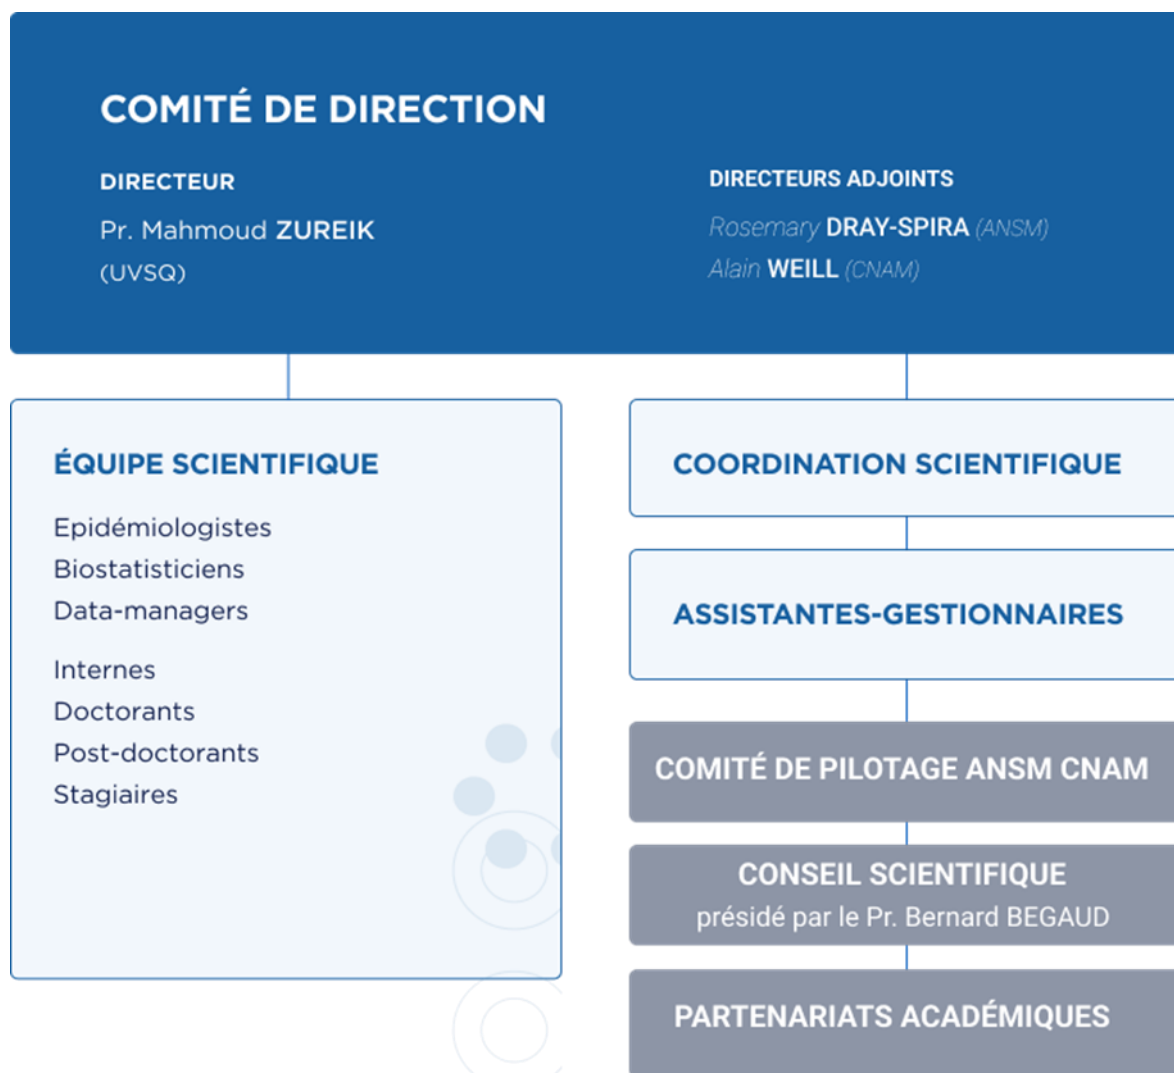 COMITÉ DE DIRECTION
DIRECTEUR
Pr. Mahmoud ZUREIK
(UVSQ)
DIRECTEURS ADJOINTS
Rosemary DRAY-SPIRA (ANSM)
Alain WEILL (CNAM)
ÉQUIPE SCIENTIFIQUE
Epidémiologistes
Biostatisticiens
Data-managers
Internes
Doctorants
Post-doctorants
Stagiaires
COORDINATION SCIENTIFIQUE
ASSISTANTES-GESTIONNAIRES
COMITÉ DE PILOTAGE ANSM CNAM
CONSEIL SCIENTIFIQUE
présidé par le Pr. Bernard BEGAUD
PARTENARIATS ACADÉMIQUES